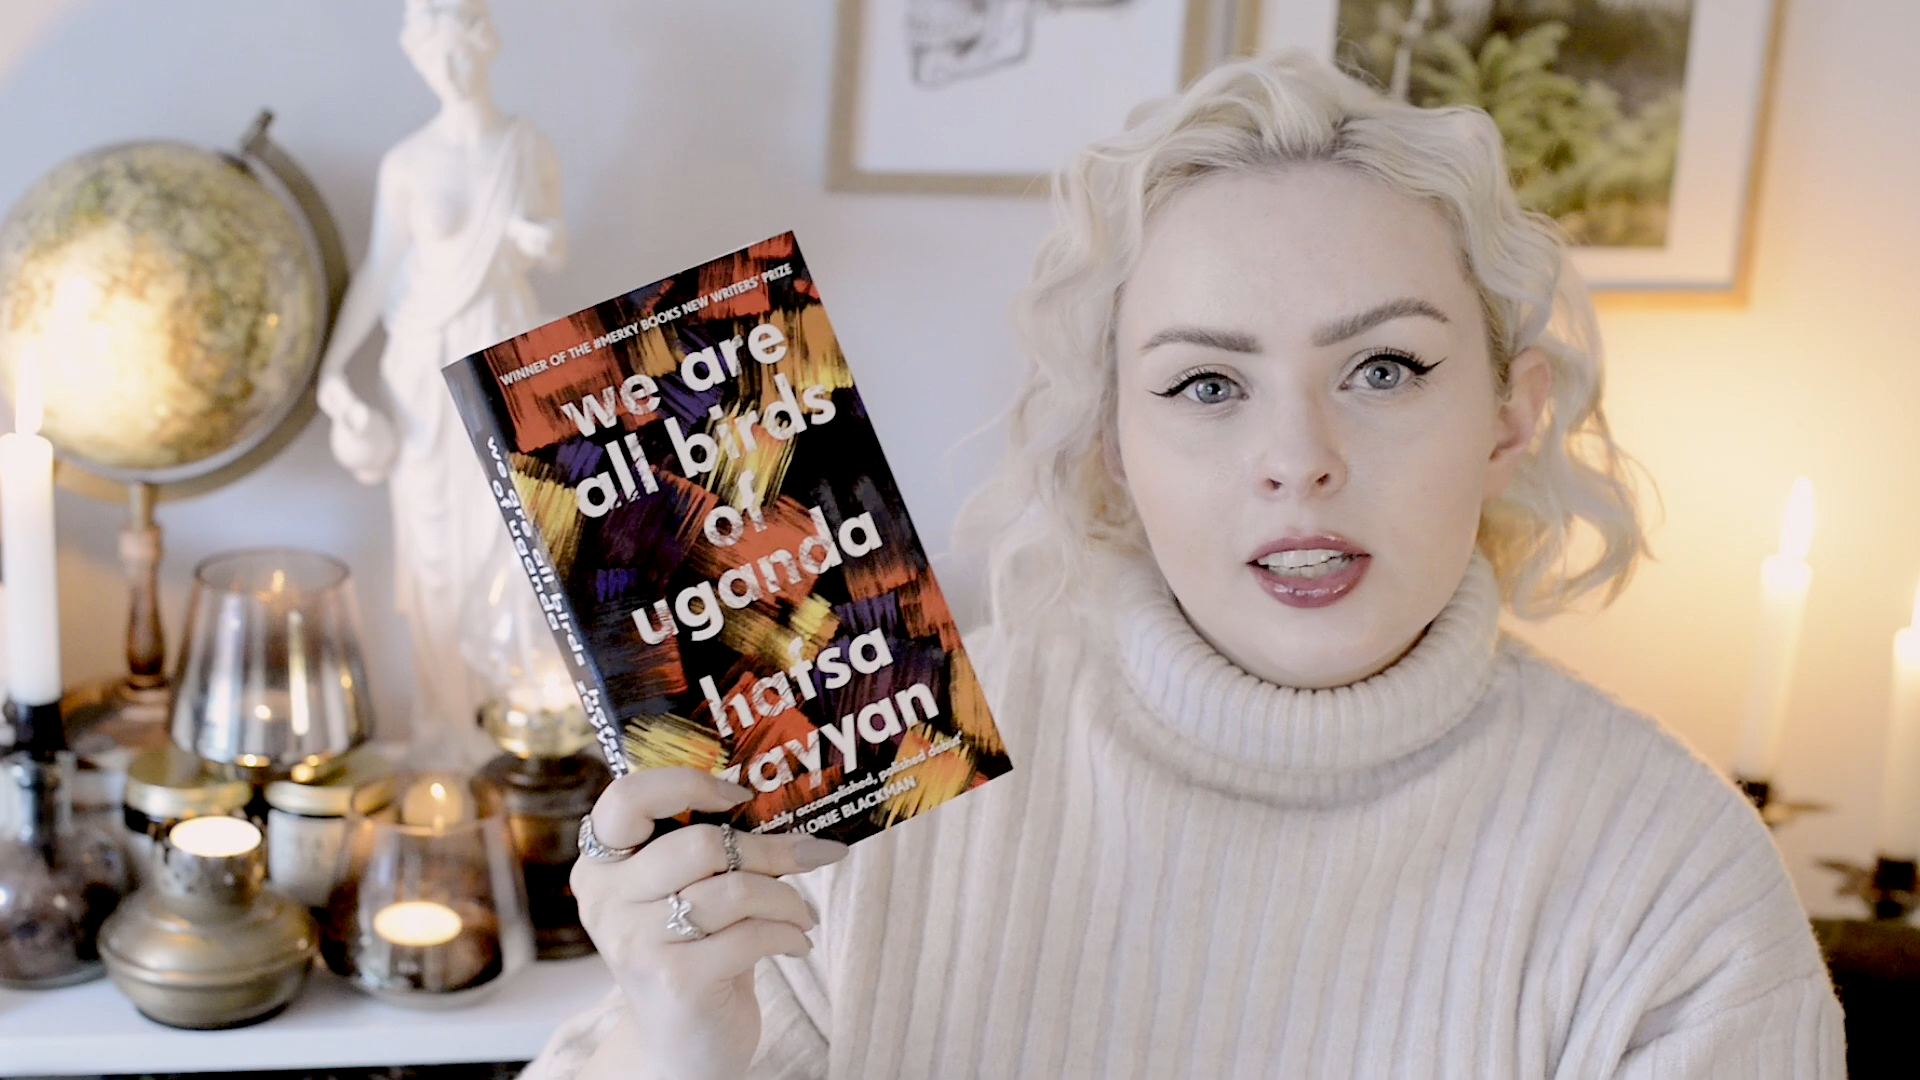 WINNER OF THE #MERKY BOOKS NEW WRITERS' PRIZE
we are
all birds
of
uganda
hafsa
zayyan
accomplished, polished debut'
MALORIE BLACKMAN
we are all birds
of uganda